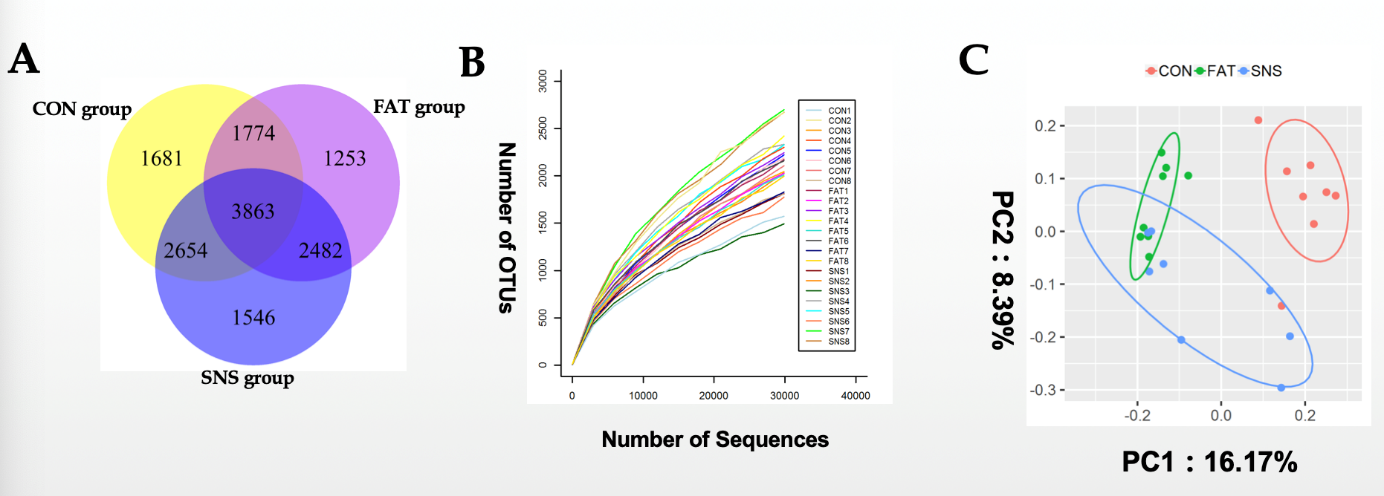 A
CON group
FAT group
1774
1681
1253
3863
2654
2482
1546
SNS group
B
Number of OTUs
3000
2500
2000
1500
1000
500
0
0
10000
20000
30000
40000
Number of Sequences
CON1
CON2
CON3
CON4
CON5
CON6
CON7
CON8
FAT1
FAT2
FAT3
FAT4
FAT5
FAT6
FAT7
FAT8
SNS1
SNS2
SNS3
SNS4
SNS5
SNS6
SNS7
SNS8
C
CON FAT SNS
PC2 : 8.39%
0.2
0.1
0.0
-0.1
-0.2
-0.3
-0.2
0.0
0.2
PC1 : 16.17%